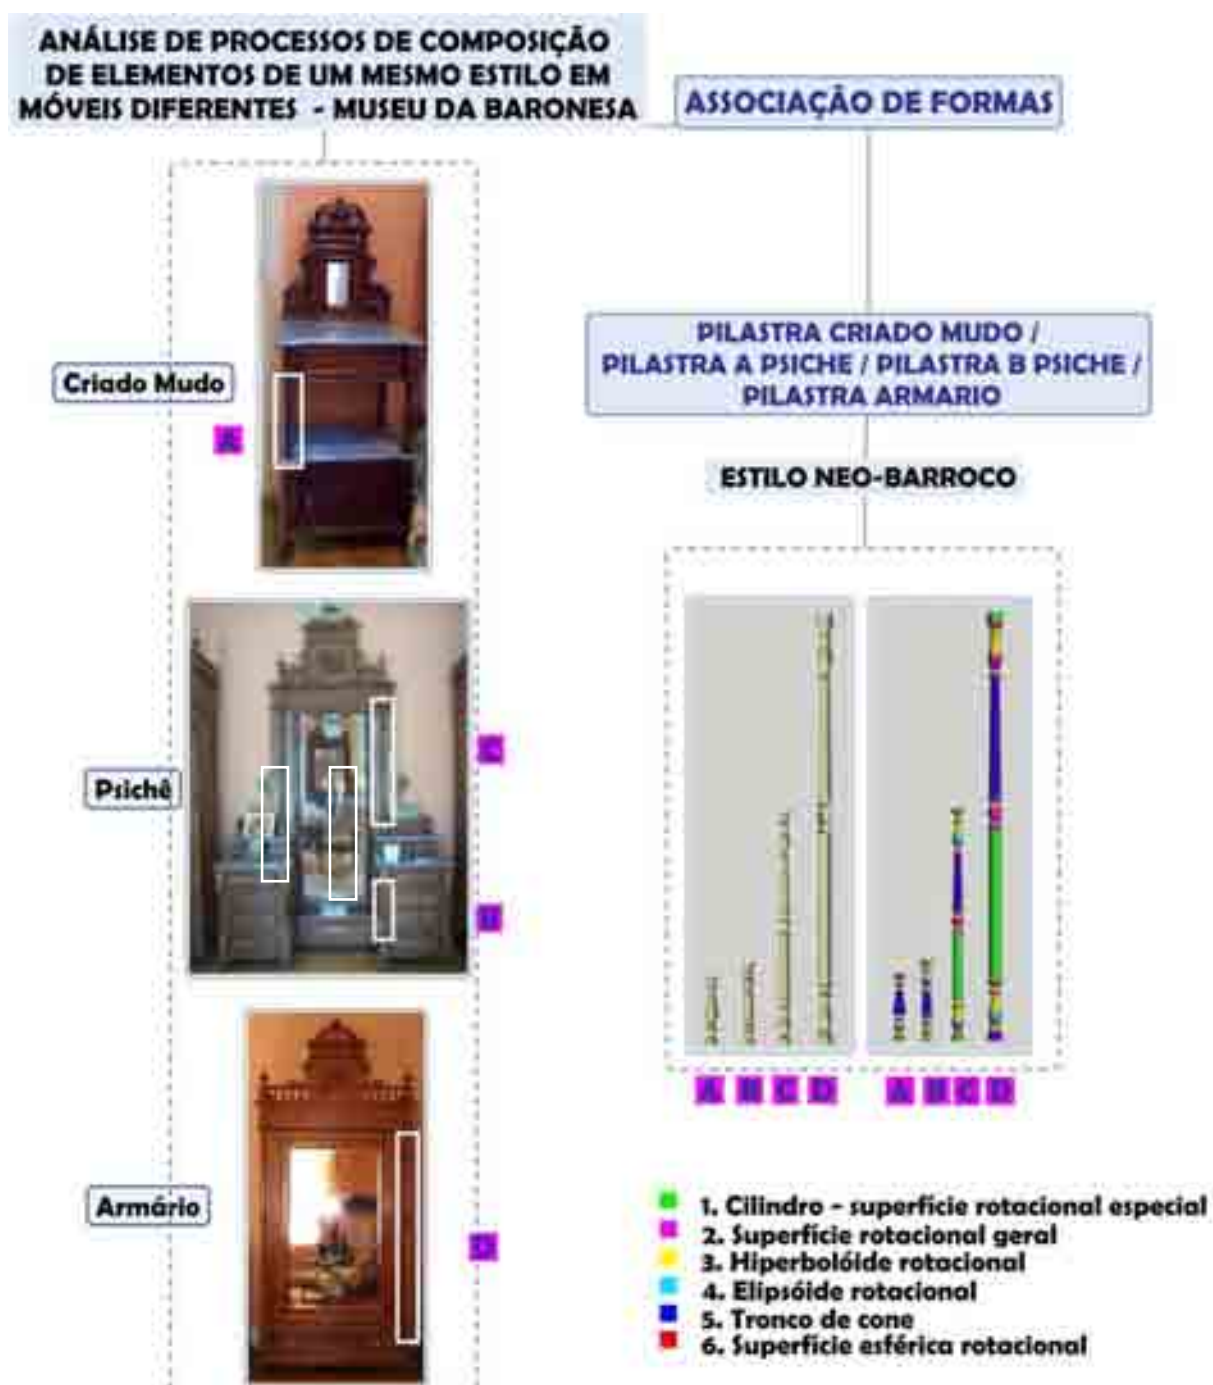 ANÁLISE DE PROCESSOS DE COMPOSIÇÃO
DE ELEMENTOS DE UM MESMO ESTILO EM
MÓVEIS DIFERENTES - MUSEU DA BARONESA
ASSOCIAÇÃO DE FORMAS
PILASTRA CRIADO MUDO /
PILASTRA A PSICHE / PILASTRA B PSICHE /
PILASTRA ARMARIO
ESTILO NEO-BARROCO
Criado Mudo
A
Psichê
C
B
Armário
D
A B C D
A B C D
1. Cilindro - superfície rotacional especial
2. Superfície rotacional geral
3. Hiperbolóide rotacional
4. Elipsóide rotacional
5. Tronco de cone
6. Superfície esférica rotacional